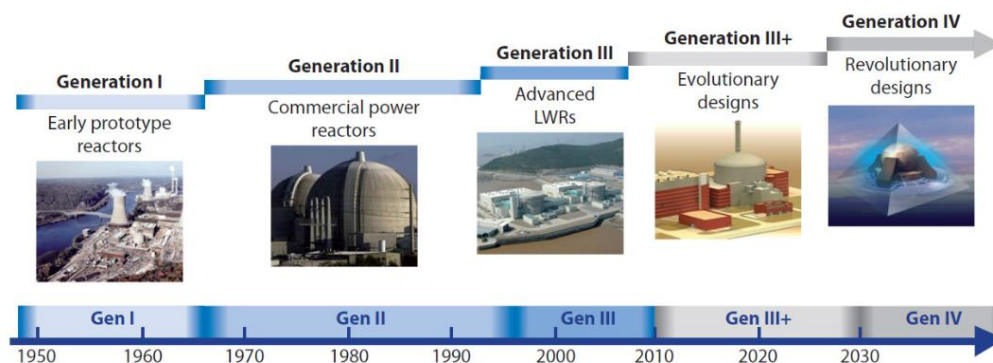 Generation I
Early prototype
reactors
Generation II
Commercial power
reactors
Generation III
Advanced
LWRs
Generation III+
Evolutionary
designs
Generation IV
Revolutionary
designs
Gen I
Gen II
Gen III
Gen III+
Gen IV
1950
1960
1970
1980
1990
2000
2010
2020
2030